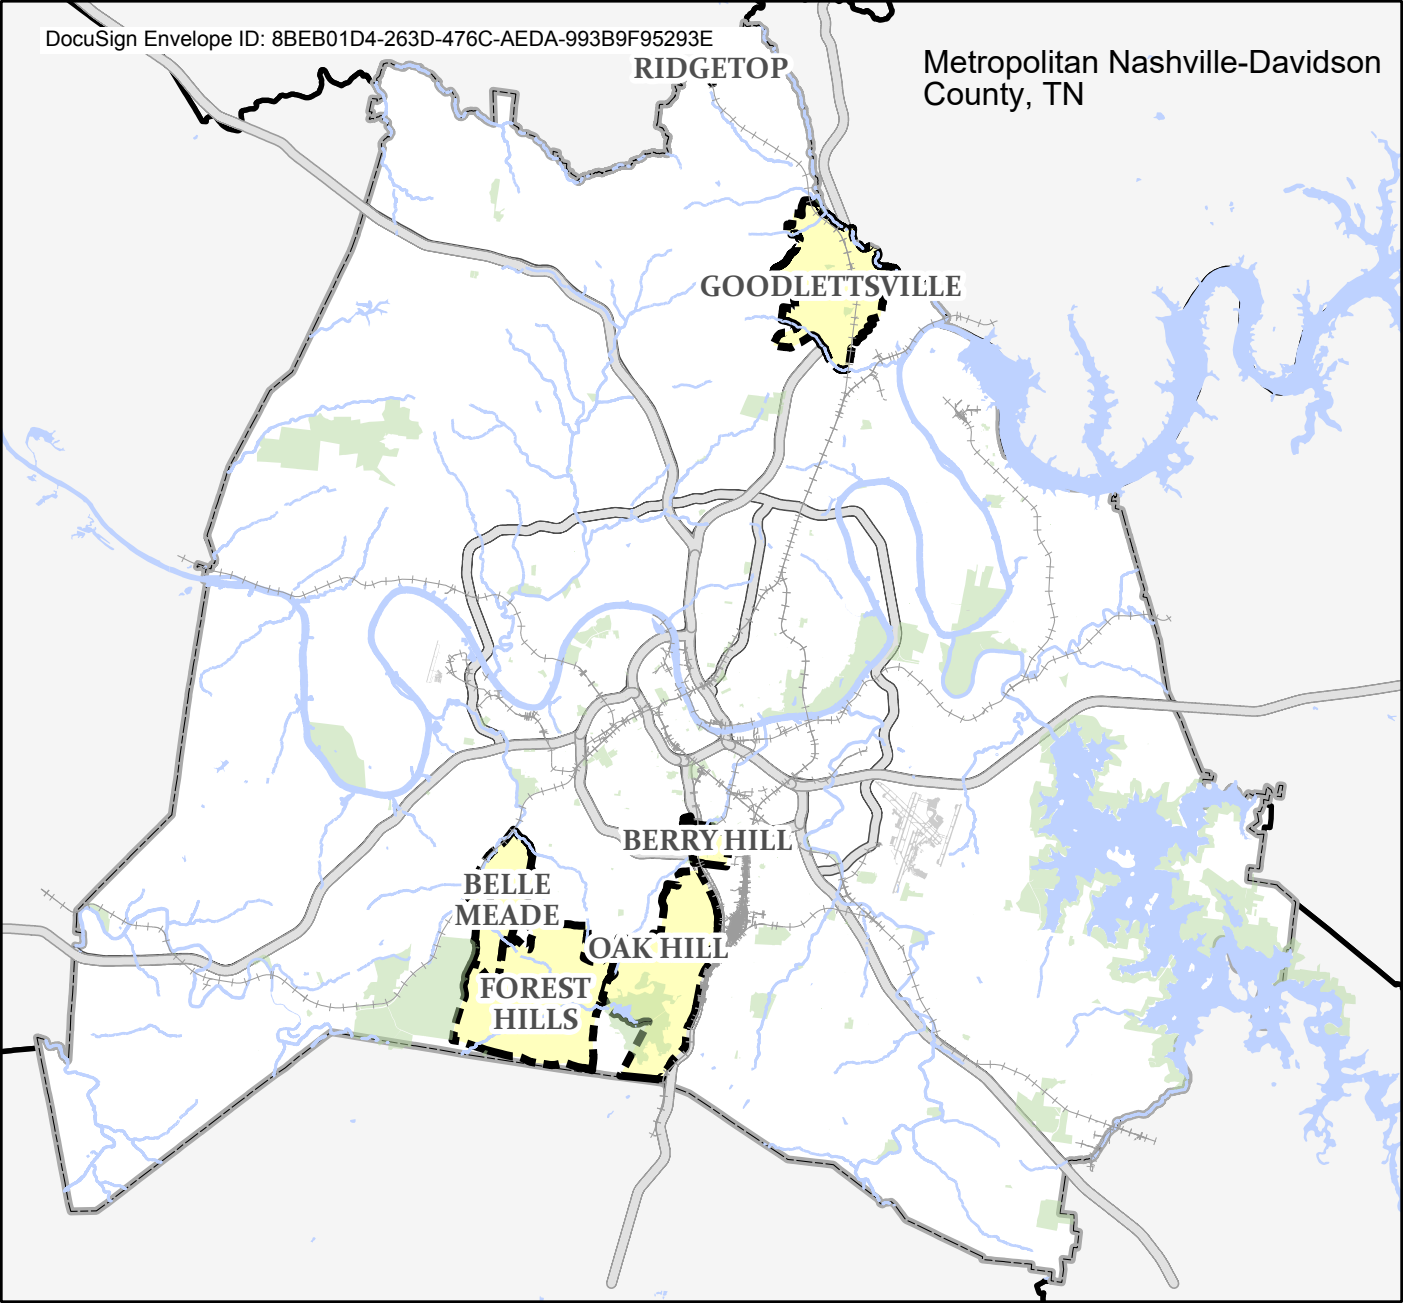 DocuSign Envelope ID: 8BEB01D4-263D-476C-AEDA-993B9F95293E
Metropolitan Nashville-Davidson
County, TN
RIDGETOP
GOODLETTSVILLE
BERRY HILL
BELLE
MEADE
OAK HILL
FOREST
HILLS